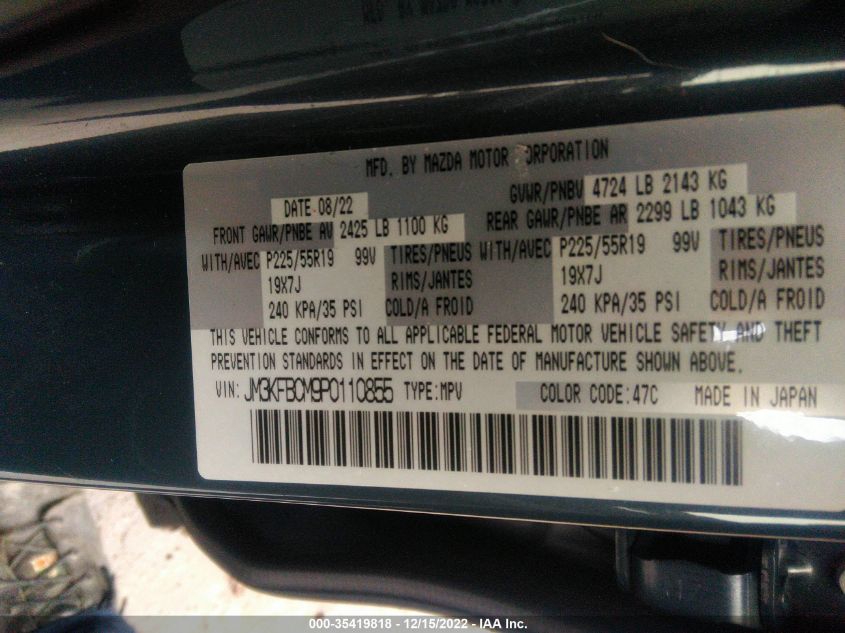 MFD. BY MAZDA MOTOR CORPORATION
DATE 08/22 GVWR/PNBV 4724 LB 2143 KG
FRONT GAWR/PNBE AV 2425 LB 1100 KG REAR GAWR/PNBE AR 2299 LB 1043 KG
WITH/AVEC P225/55R19 99V TIRES/PNEUS WITH/AVEC P225/55R19 99V TIRES/PNEUS
19X7J RIMS/JANTES 19X7J RIMS/JANTES
240 KPA/35 PSI COLD/A FROID 240 KPA/35 PSI COLD/A FROID
THIS VEHICLE CONFORMS TO ALL APPLICABLE FEDERAL MOTOR VEHICLE SAFETY AND THEFT
PREVENTION STANDARDS IN EFFECT ON THE DATE OF MANUFACTURE SHOWN ABOVE.
VIN: JM3KFBCM9P0110855 TYPE:MPV COLOR CODE:47C MADE IN JAPAN
000-35419818 - 12/15/2022 - IAA Inc.